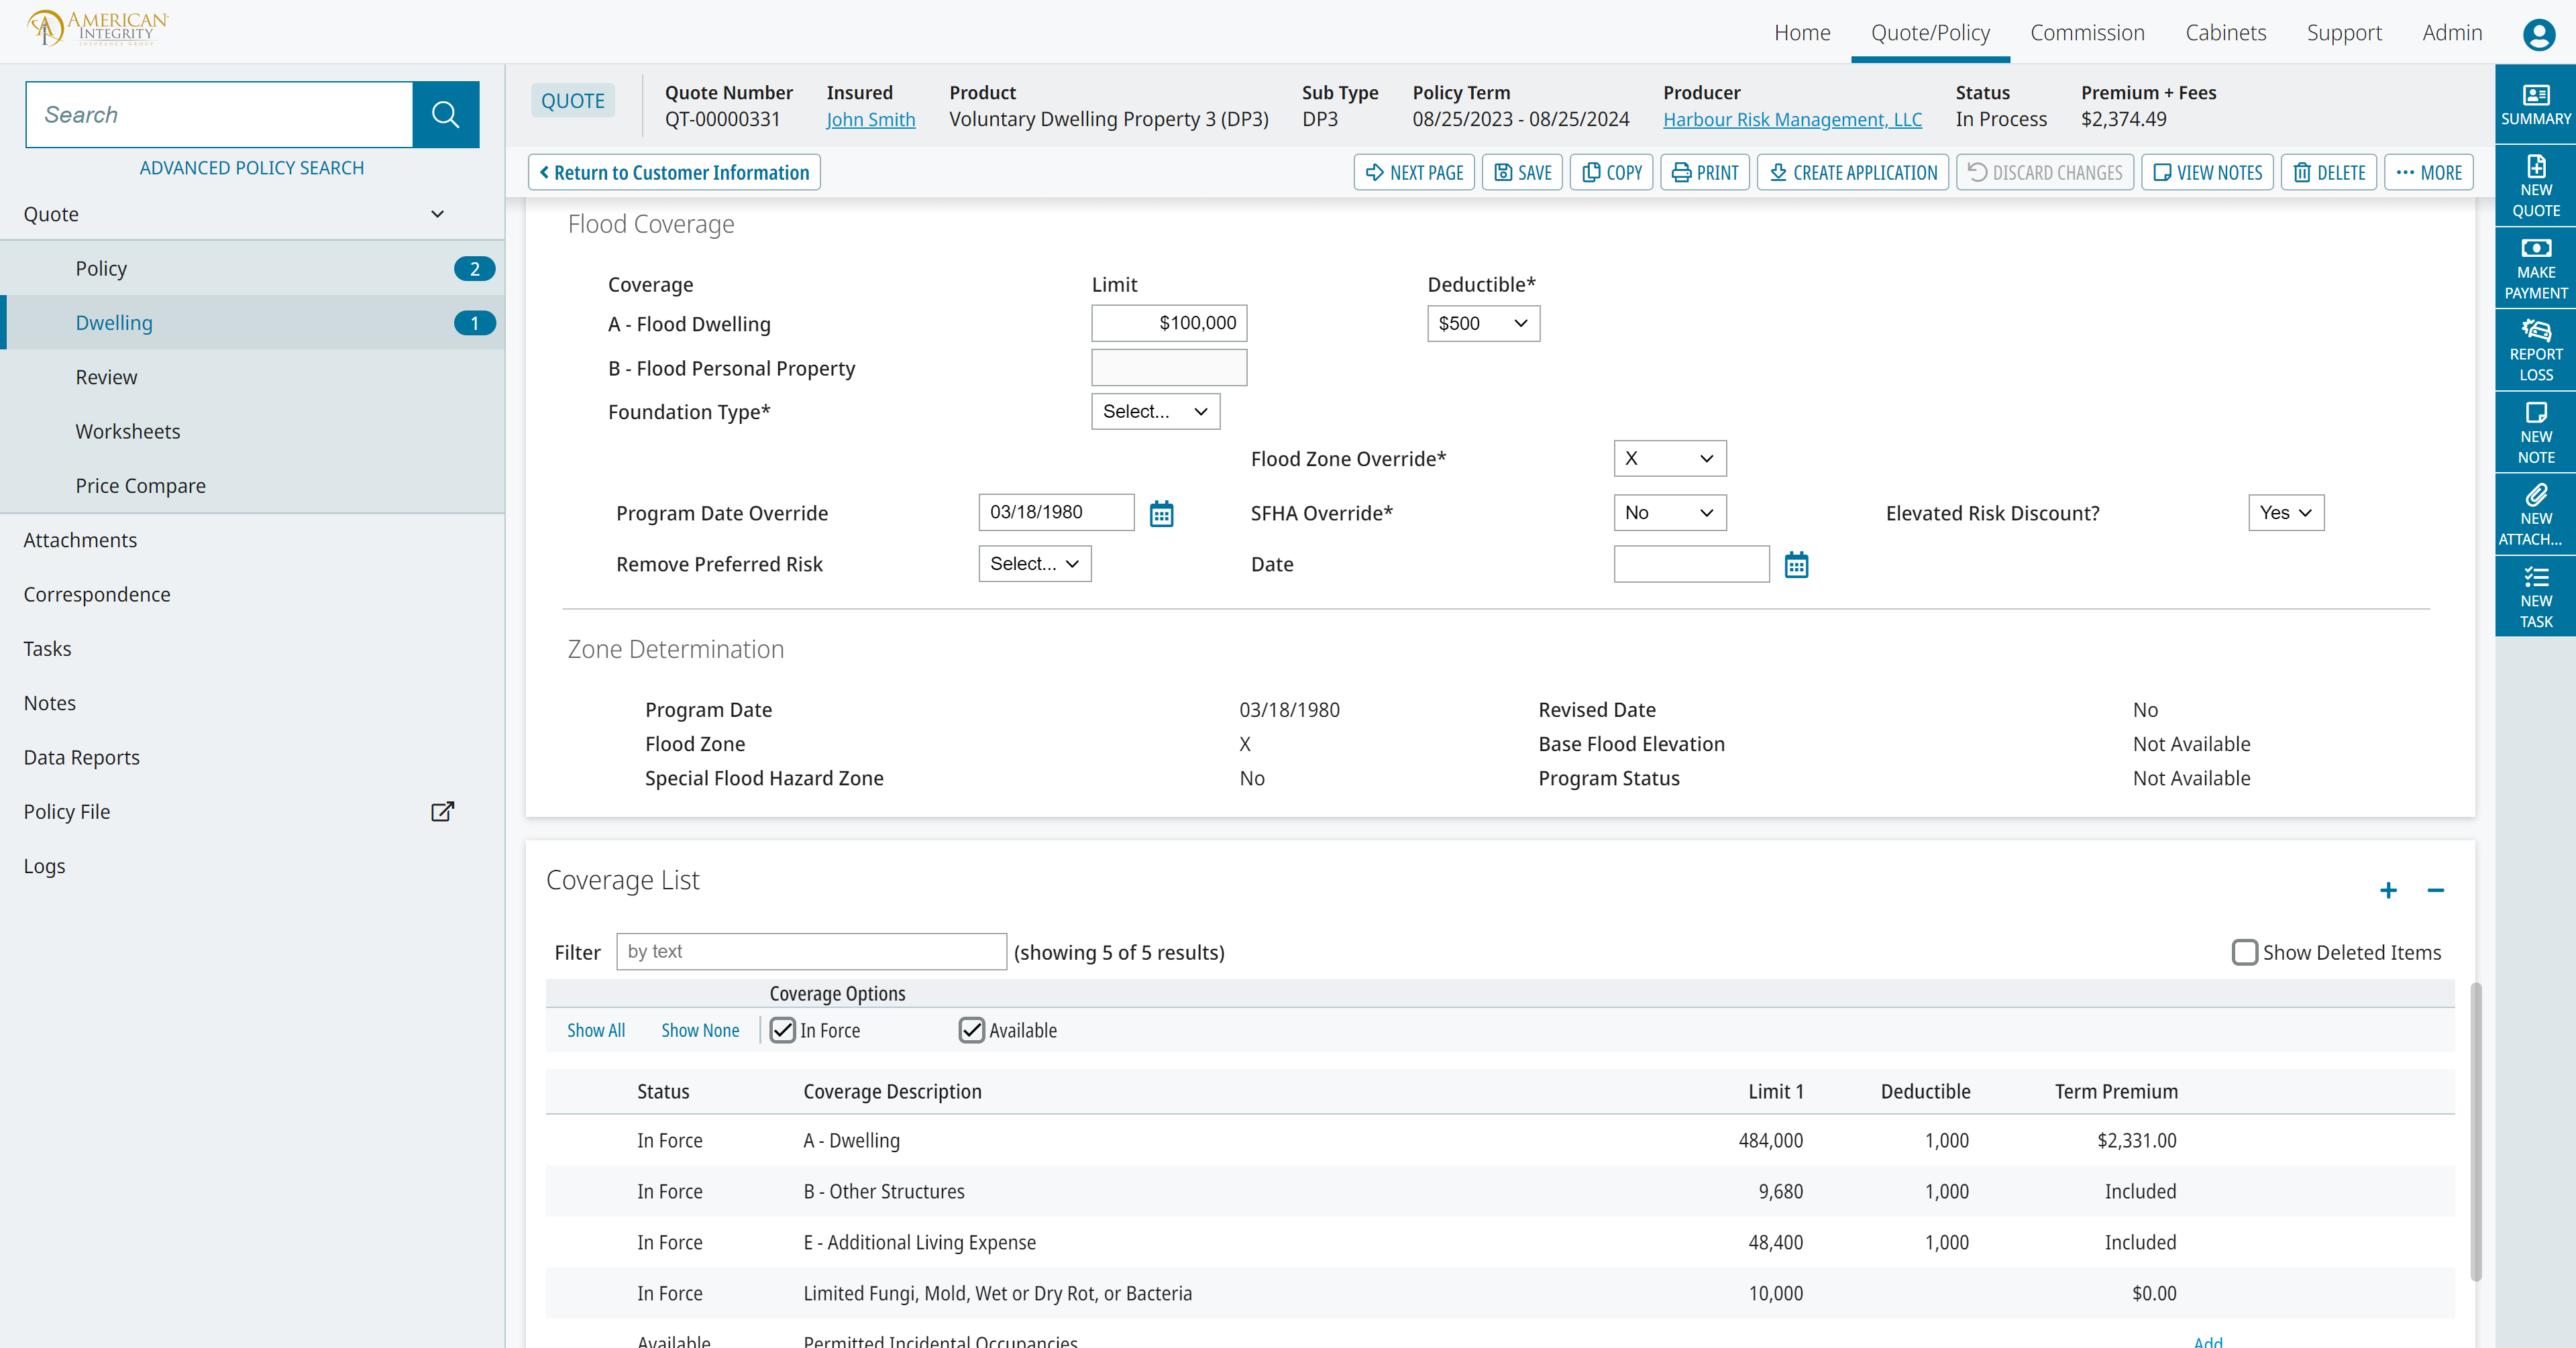 AMERICAN
INTEGRITY
INSURANCE GROUP
Home Quote/Policy Commission Cabinets Support Admin
Search
ADVANCED POLICY SEARCH
Quote
Policy 2
Dwelling 1
Review
Worksheets
Price Compare
Attachments
Correspondence
Tasks
Notes
Data Reports
Policy File
Logs
QUOTE
Quote Number Insured Product Sub Type Policy Term Producer Status Premium + Fees
QT-00000331 John Smith Voluntary Dwelling Property 3 (DP3) DP3 08/25/2023 - 08/25/2024 Harbour Risk Management, LLC In Process $2,374.49
Return to Customer Information NEXT PAGE SAVE COPY PRINT CREATE APPLICATION DISCARD CHANGES VIEW NOTES DELETE MORE
Flood Coverage
Coverage Limit Deductible*
A - Flood Dwelling $100,000 $500
B - Flood Personal Property
Foundation Type* Select...
Flood Zone Override* X
Program Date Override 03/18/1980 SFHA Override* No Elevated Risk Discount? Yes
Remove Preferred Risk Select... Date
Zone Determination
Program Date 03/18/1980 Revised Date No
Flood Zone X Base Flood Elevation Not Available
Special Flood Hazard Zone No Program Status Not Available
Coverage List
Filter by text (showing 5 of 5 results) Show Deleted Items
Coverage Options
Show All Show None In Force Available
Status Coverage Description Limit 1 Deductible Term Premium
In Force A - Dwelling 484,000 1,000 $2,331.00
In Force B - Other Structures 9,680 1,000 Included
In Force E - Additional Living Expense 48,400 1,000 Included
In Force Limited Fungi, Mold, Wet or Dry Rot, or Bacteria 10,000 $0.00
Available Permitted Incidental Occupancies Add
SUMMARY
NEW
QUOTE
MAKE
PAYMENT
REPORT
LOSS
NEW
NOTE
NEW
ATTACH...
NEW
TASK